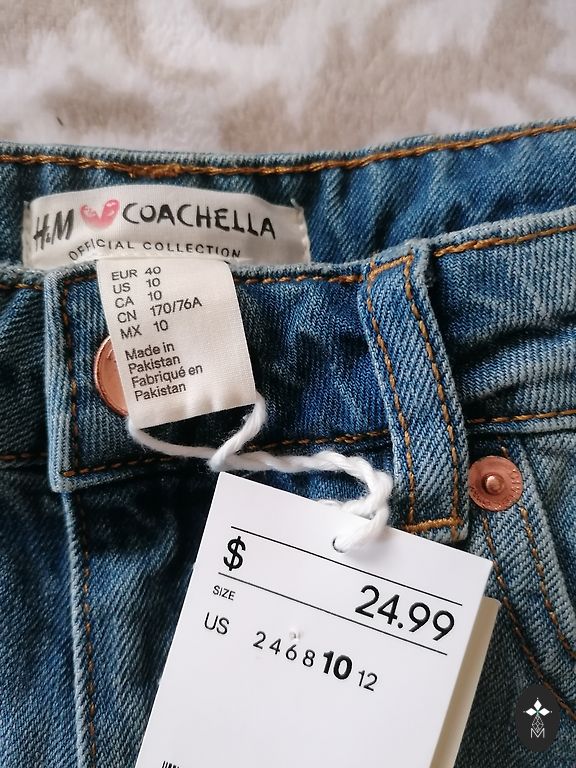 H&M COACHELLA
OFFICIAL COLLECTION
EUR 40
US 10
CA 10
CN 170/76A
MX 10
Made in
Pakistan
Fabriqué en
Pakistan
$ 24.99
SIZE
US 2 4 6 8 10 12
M